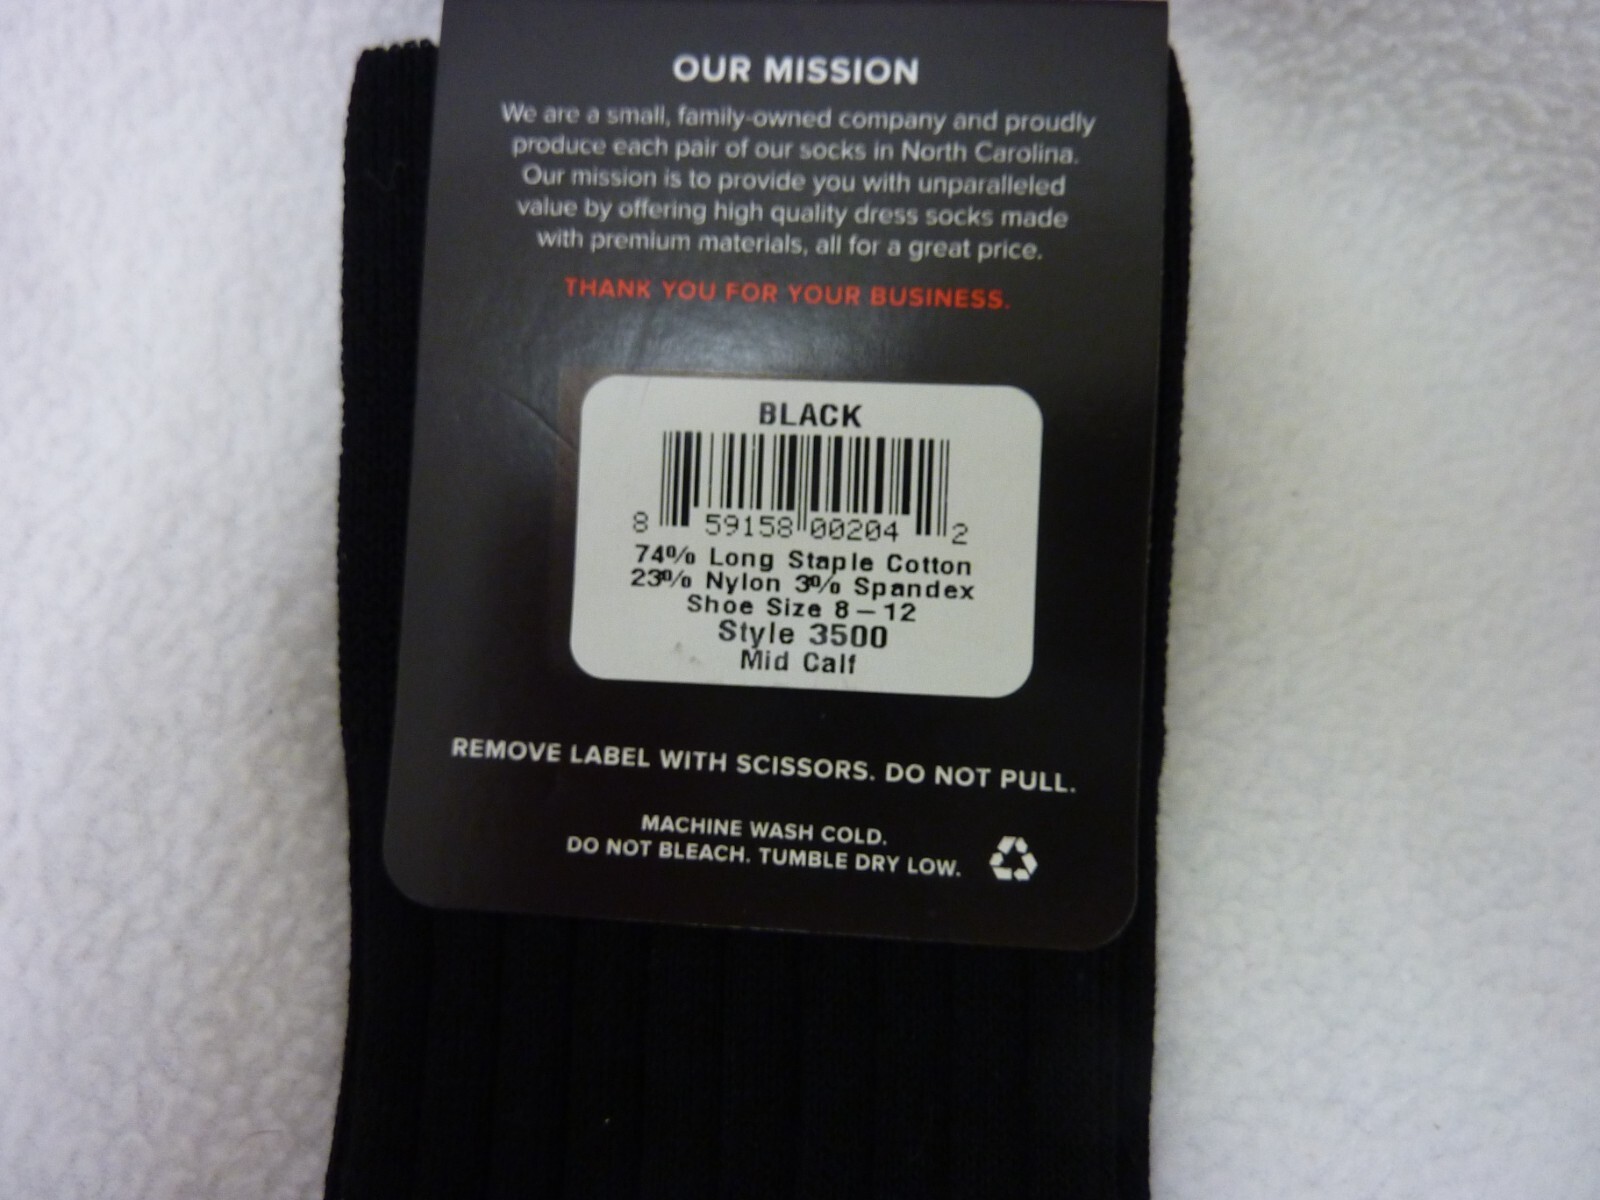 OUR MISSION
We are a small, family-owned company and proudly
produce each pair of our socks in North Carolina.
Our mission is to provide you with unparalleled
value by offering high quality dress socks made
with premium materials, all for a great price.
THANK YOU FOR YOUR BUSINESS.
BLACK
8 59158 00204 2
74% Long Staple Cotton
23% Nylon 3% Spandex
Shoe Size 8 – 12
Style 3500
Mid Calf
REMOVE LABEL WITH SCISSORS. DO NOT PULL.
MACHINE WASH COLD.
DO NOT BLEACH. TUMBLE DRY LOW.